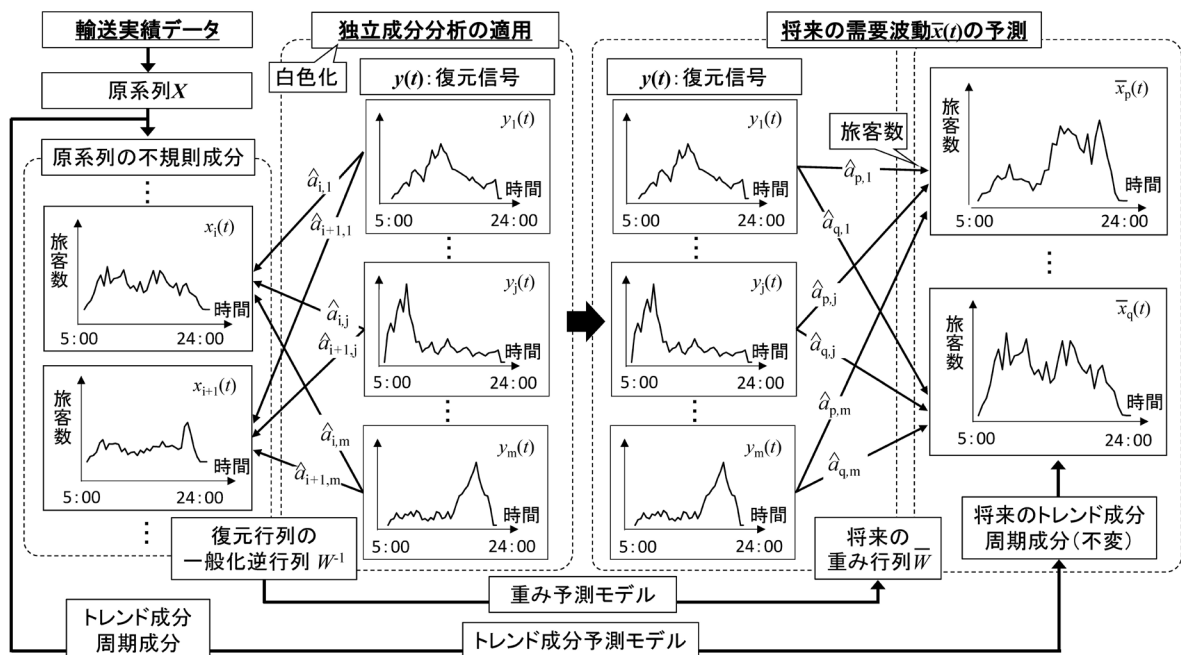 輸送実績データ
原系列X
原系列の不規則成分
⋮
旅客数
xi(t)
時間
5:00
24:00
旅客数
xi+1(t)
時間
5:00
24:00
⋮
独立成分分析の適用
白色化
y(t):復元信号
y1(t)
時間
5:00
24:00
⋮
yj(t)
時間
5:00
24:00
⋮
ym(t)
時間
5:00
24:00
âi,1
âi+1,1
âi,j
âi+1,j
âi,m
âi+1,m
復元行列の
一般化逆行列 W-1
将来の需要波動x̅(t)の予測
y(t):復元信号
y1(t)
時間
5:00
24:00
⋮
yj(t)
時間
5:00
24:00
⋮
ym(t)
時間
5:00
24:00
旅客数
âp,1
âq,1
âp,j
âq,j
âp,m
âq,m
旅客数
x̅p(t)
時間
5:00
24:00
⋮
旅客数
x̅q(t)
時間
5:00
24:00
将来の
重み行列W̅
将来のトレンド成分
周期成分(不変)
重み予測モデル
トレンド成分
周期成分
トレンド成分予測モデル